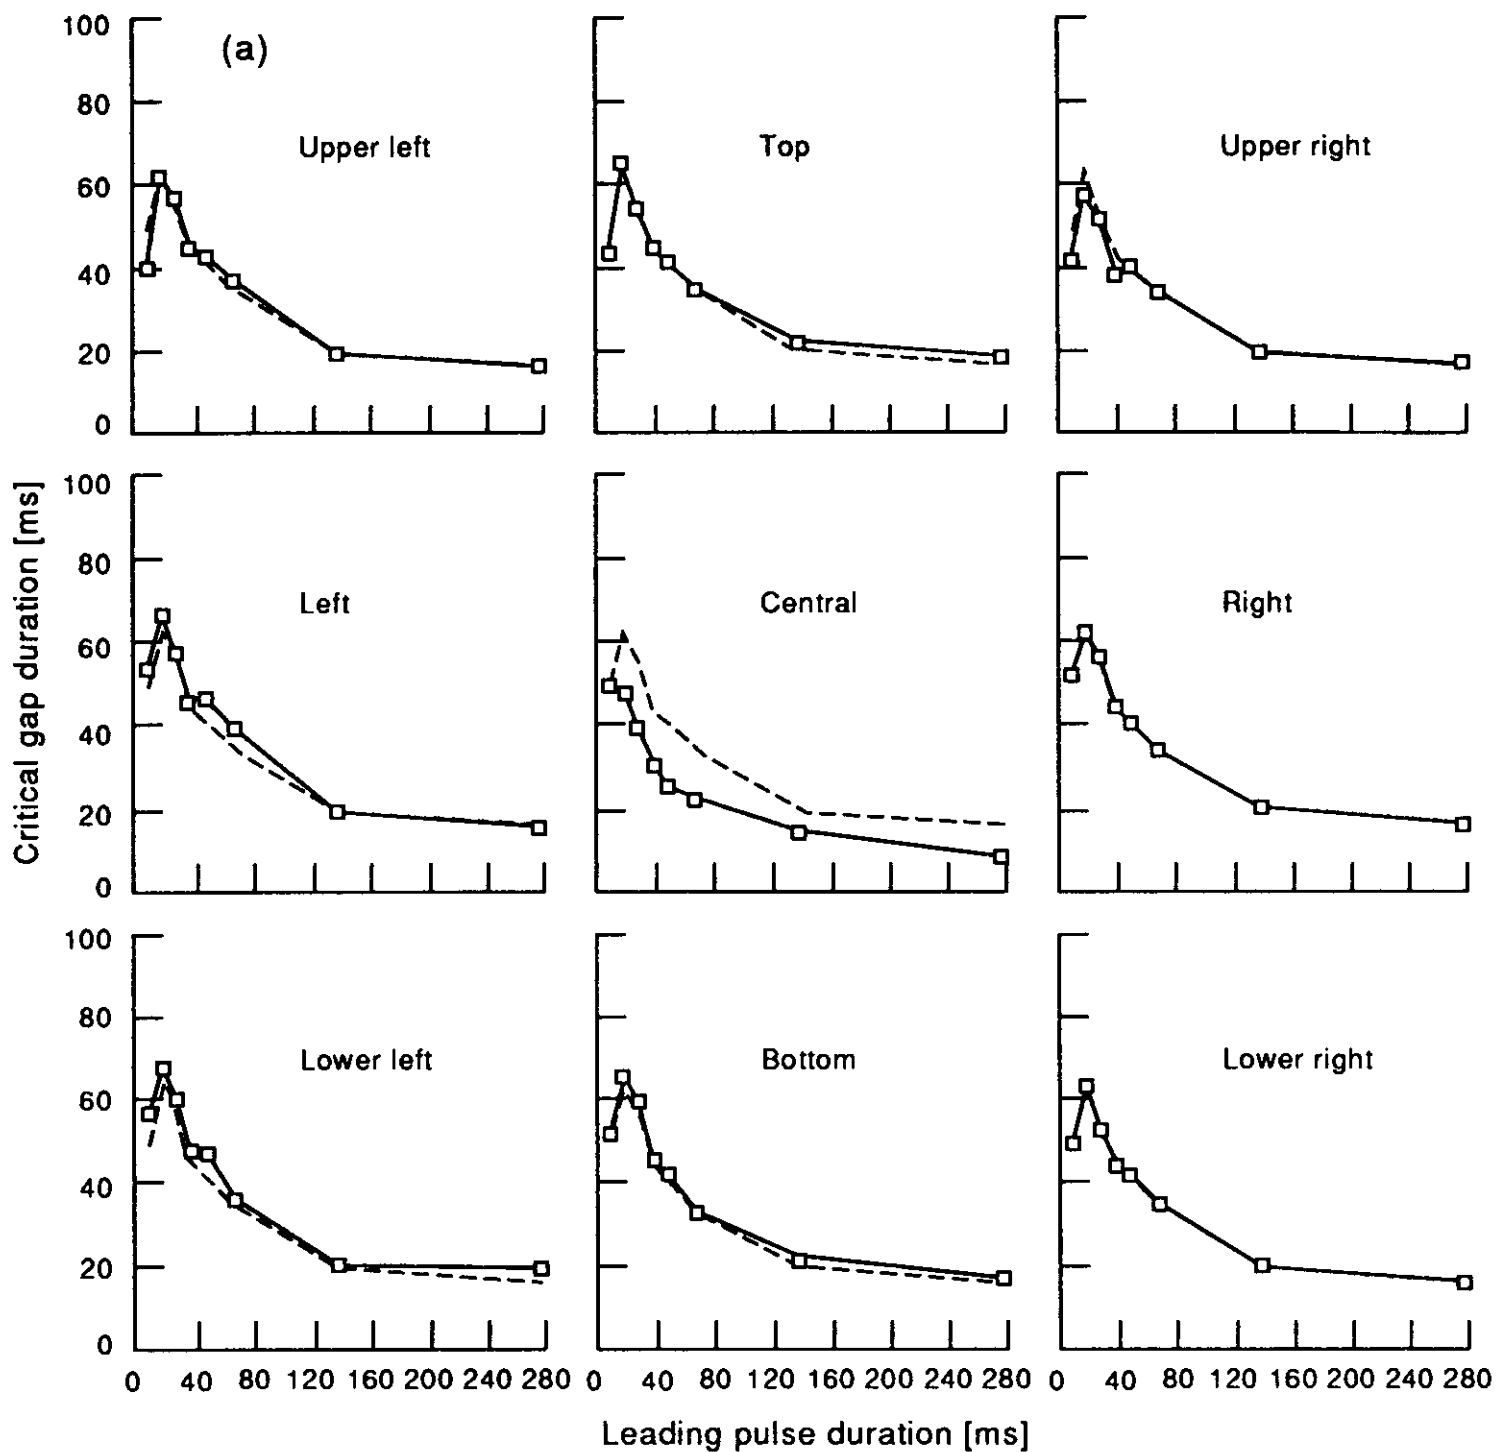 (a)
100
80
60
40
20
0
Upper left
Top
Upper right
Critical gap duration [ms]
100
80
60
40
20
0
Left
Central
Right
100
80
60
40
20
0
Lower left
Bottom
Lower right
0 40 80 120 160 200 240 280
0 40 80 120 160 200 240 280
0 40 80 120 160 200 240 280
Leading pulse duration [ms]